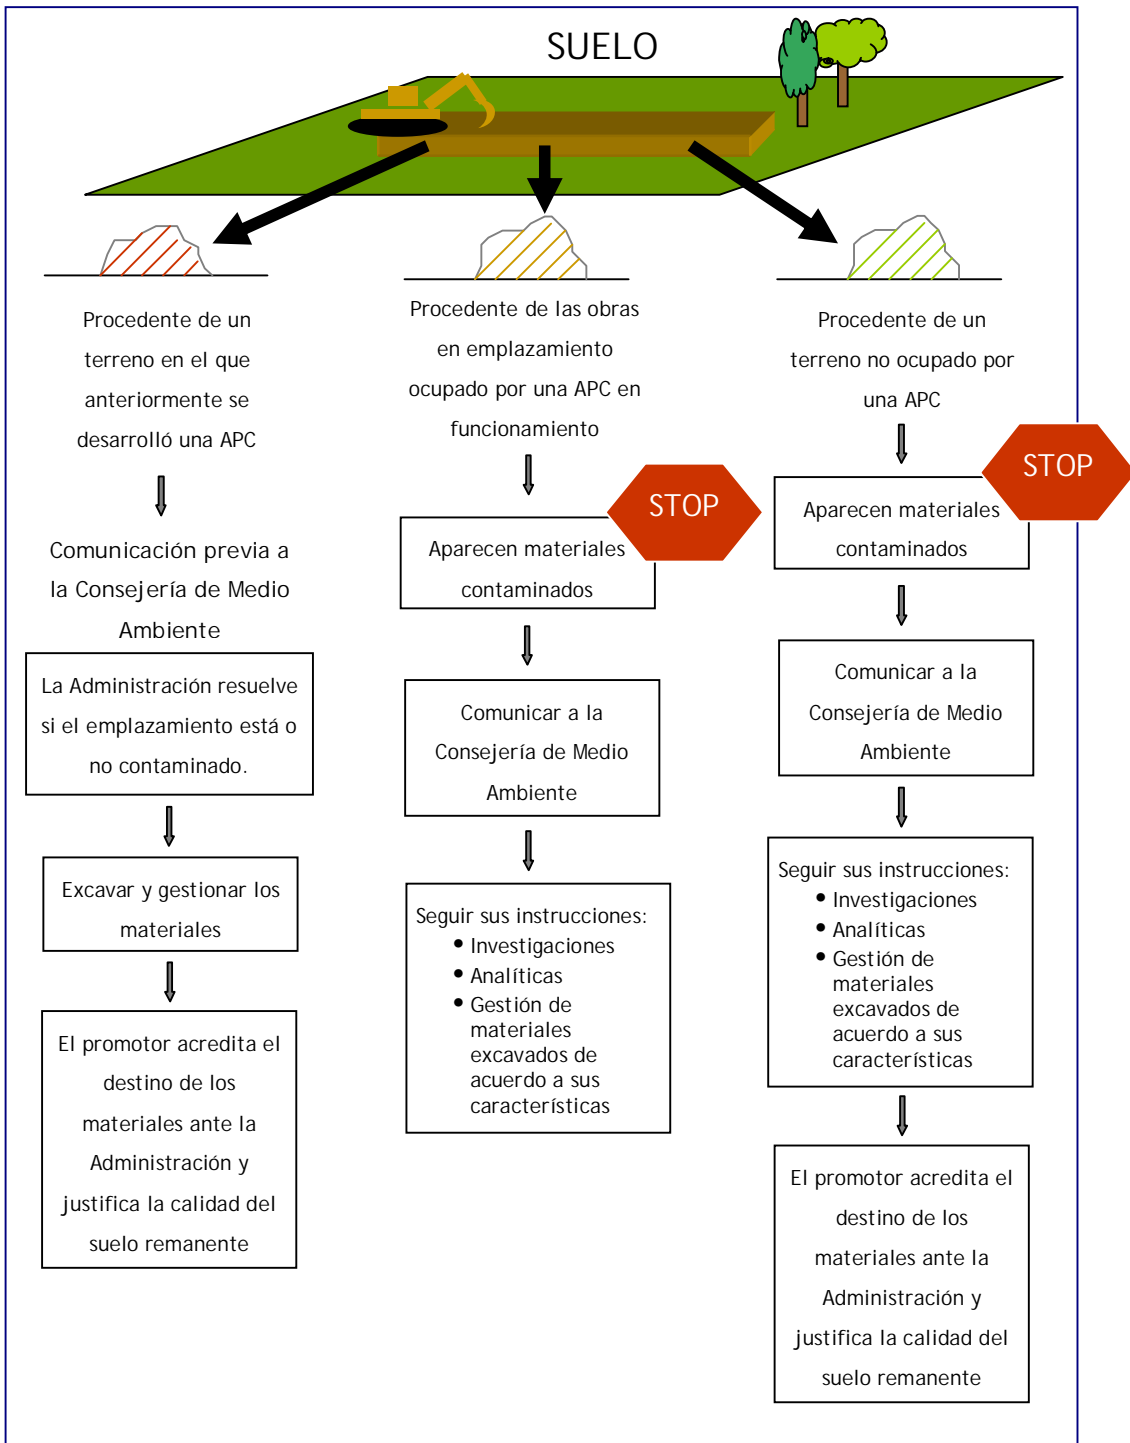 SUELO
Procedente de un
terreno en el que
anteriormente se
desarrolló una APC
Comunicación previa a
la Consejería de Medio
Ambiente
La Administración resuelve
si el emplazamiento está o
no contaminado.
Excavar y gestionar los
materiales
El promotor acredita el
destino de los
materiales ante la
Administración y
justifica la calidad del
suelo remanente
Procedente de las obras
en emplazamiento
ocupado por una APC en
funcionamiento
STOP
Aparecen materiales
contaminados
Comunicar a la
Consejería de Medio
Ambiente
Seguir sus instrucciones:
• Investigaciones
• Analíticas
• Gestión de
materiales
excavados de
acuerdo a sus
características
Procedente de un
terreno no ocupado por
una APC
STOP
Aparecen materiales
contaminados
Comunicar a la
Consejería de Medio
Ambiente
Seguir sus instrucciones:
• Investigaciones
• Analíticas
• Gestión de
materiales
excavados de
acuerdo a sus
características
El promotor acredita el
destino de los
materiales ante la
Administración y
justifica la calidad del
suelo remanente